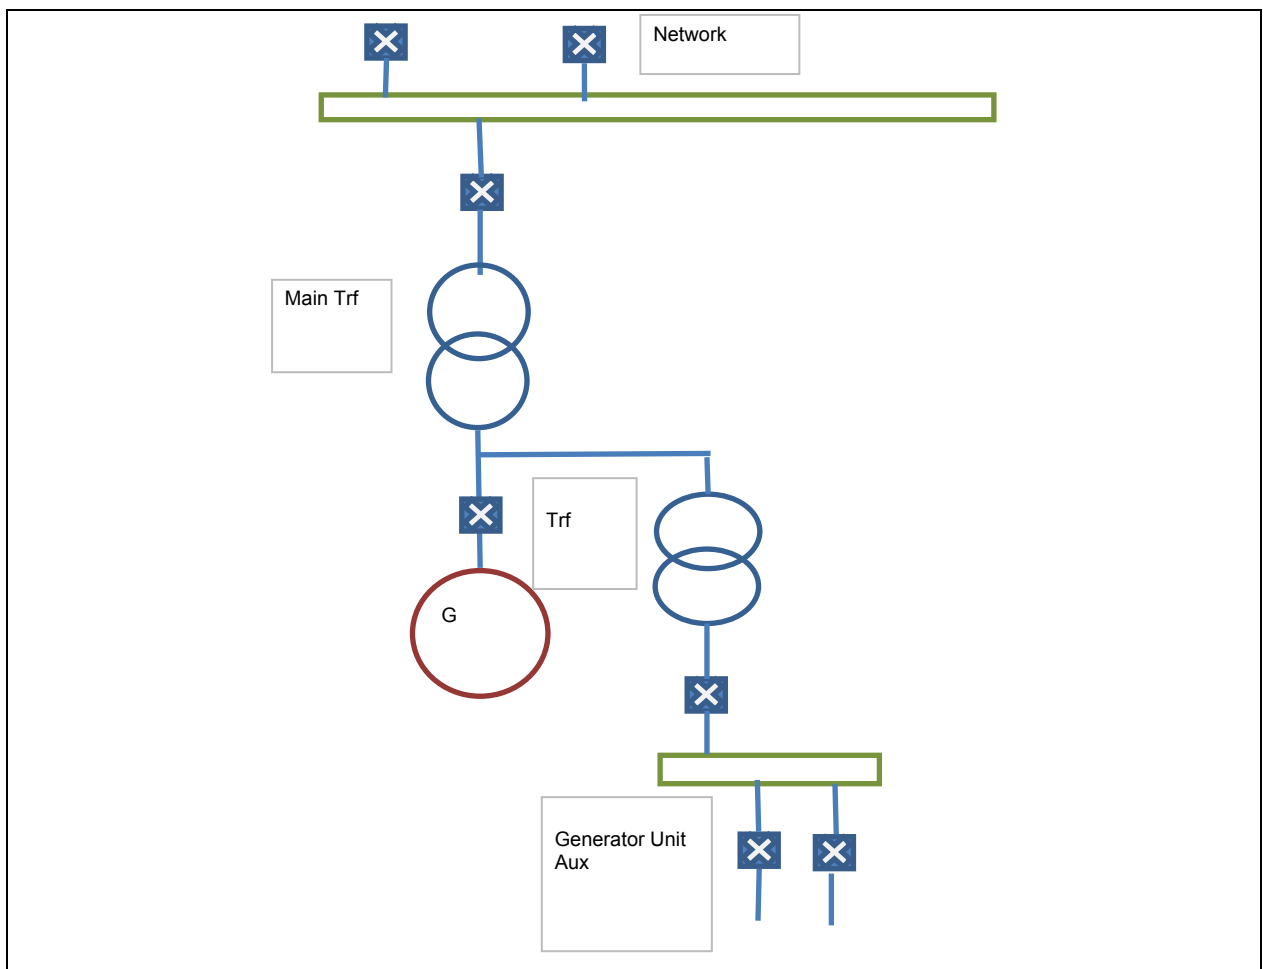 Network
Main Trf
Trf
G
Generator Unit
Aux